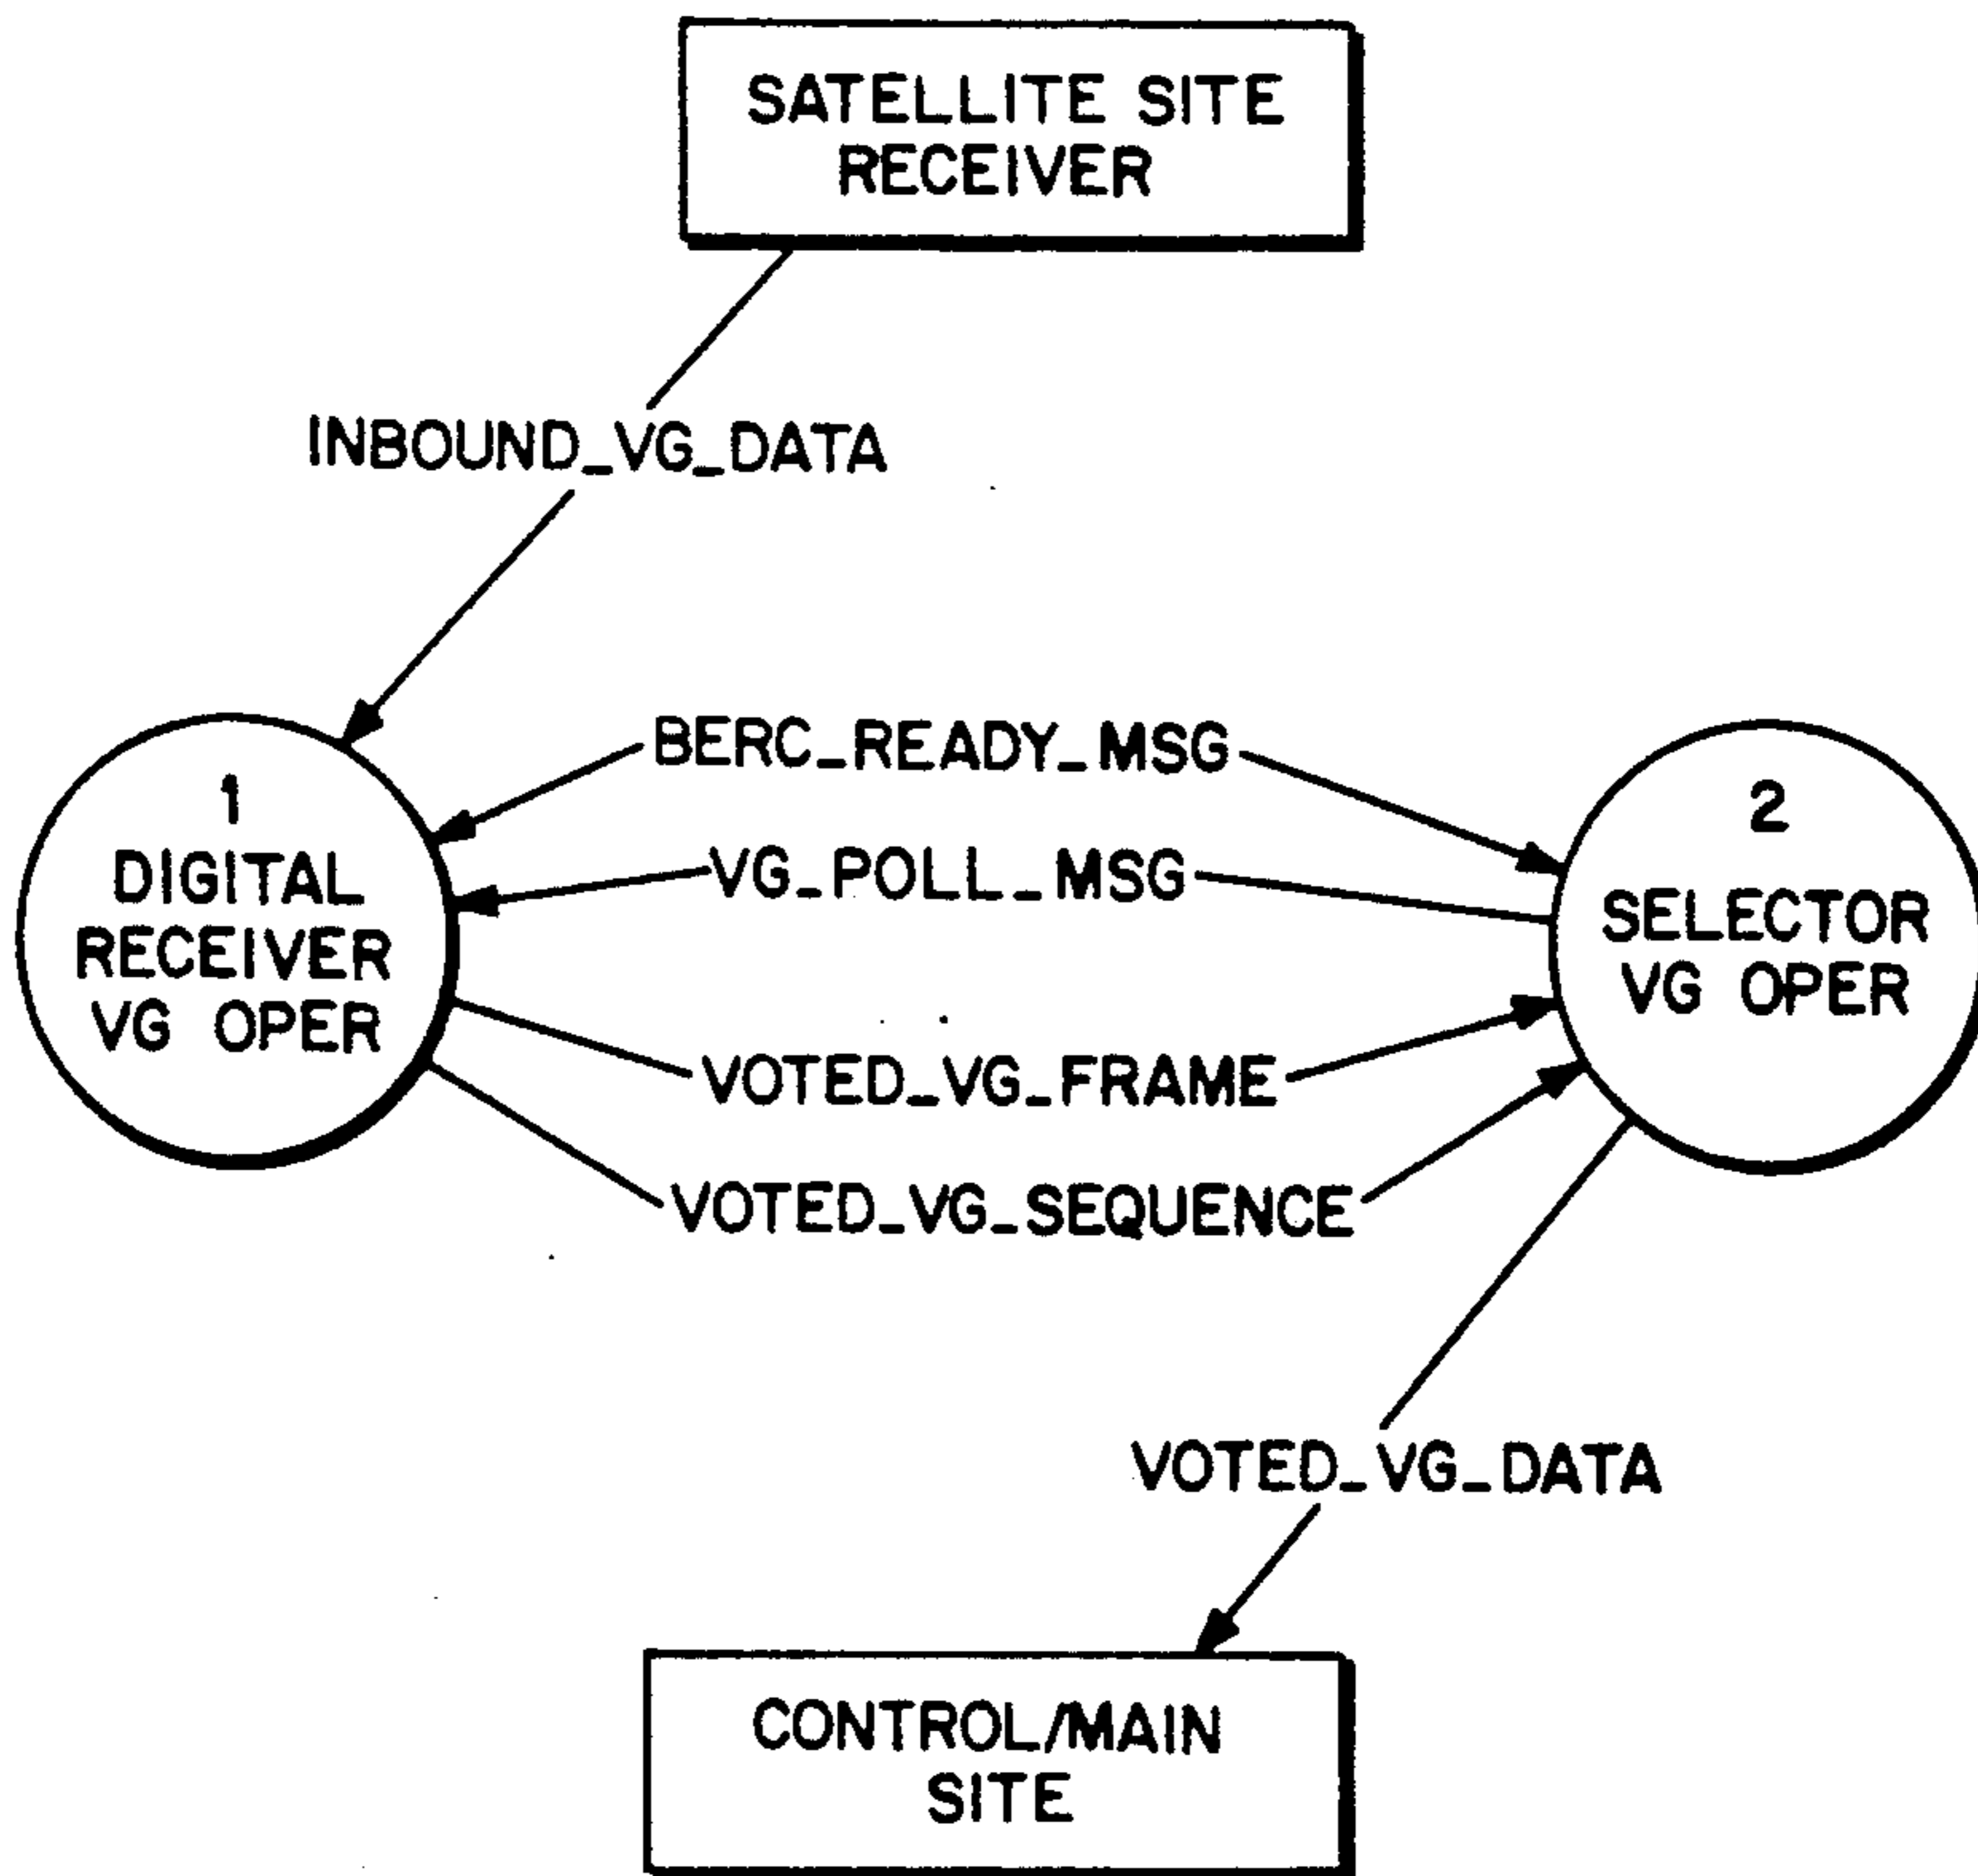 SATELLITE SITE
RECEIVER
INBOUND_VG_DATA
BERC_READY_MSG
1
DIGITAL
RECEIVER
VG OPER
VG_POLL_MSG
2
SELECTOR
VG OPER
VOTED_VG_FRAME
VOTED_VG_SEQUENCE
VOTED_VG_DATA
CONTROL/MAIN
SITE